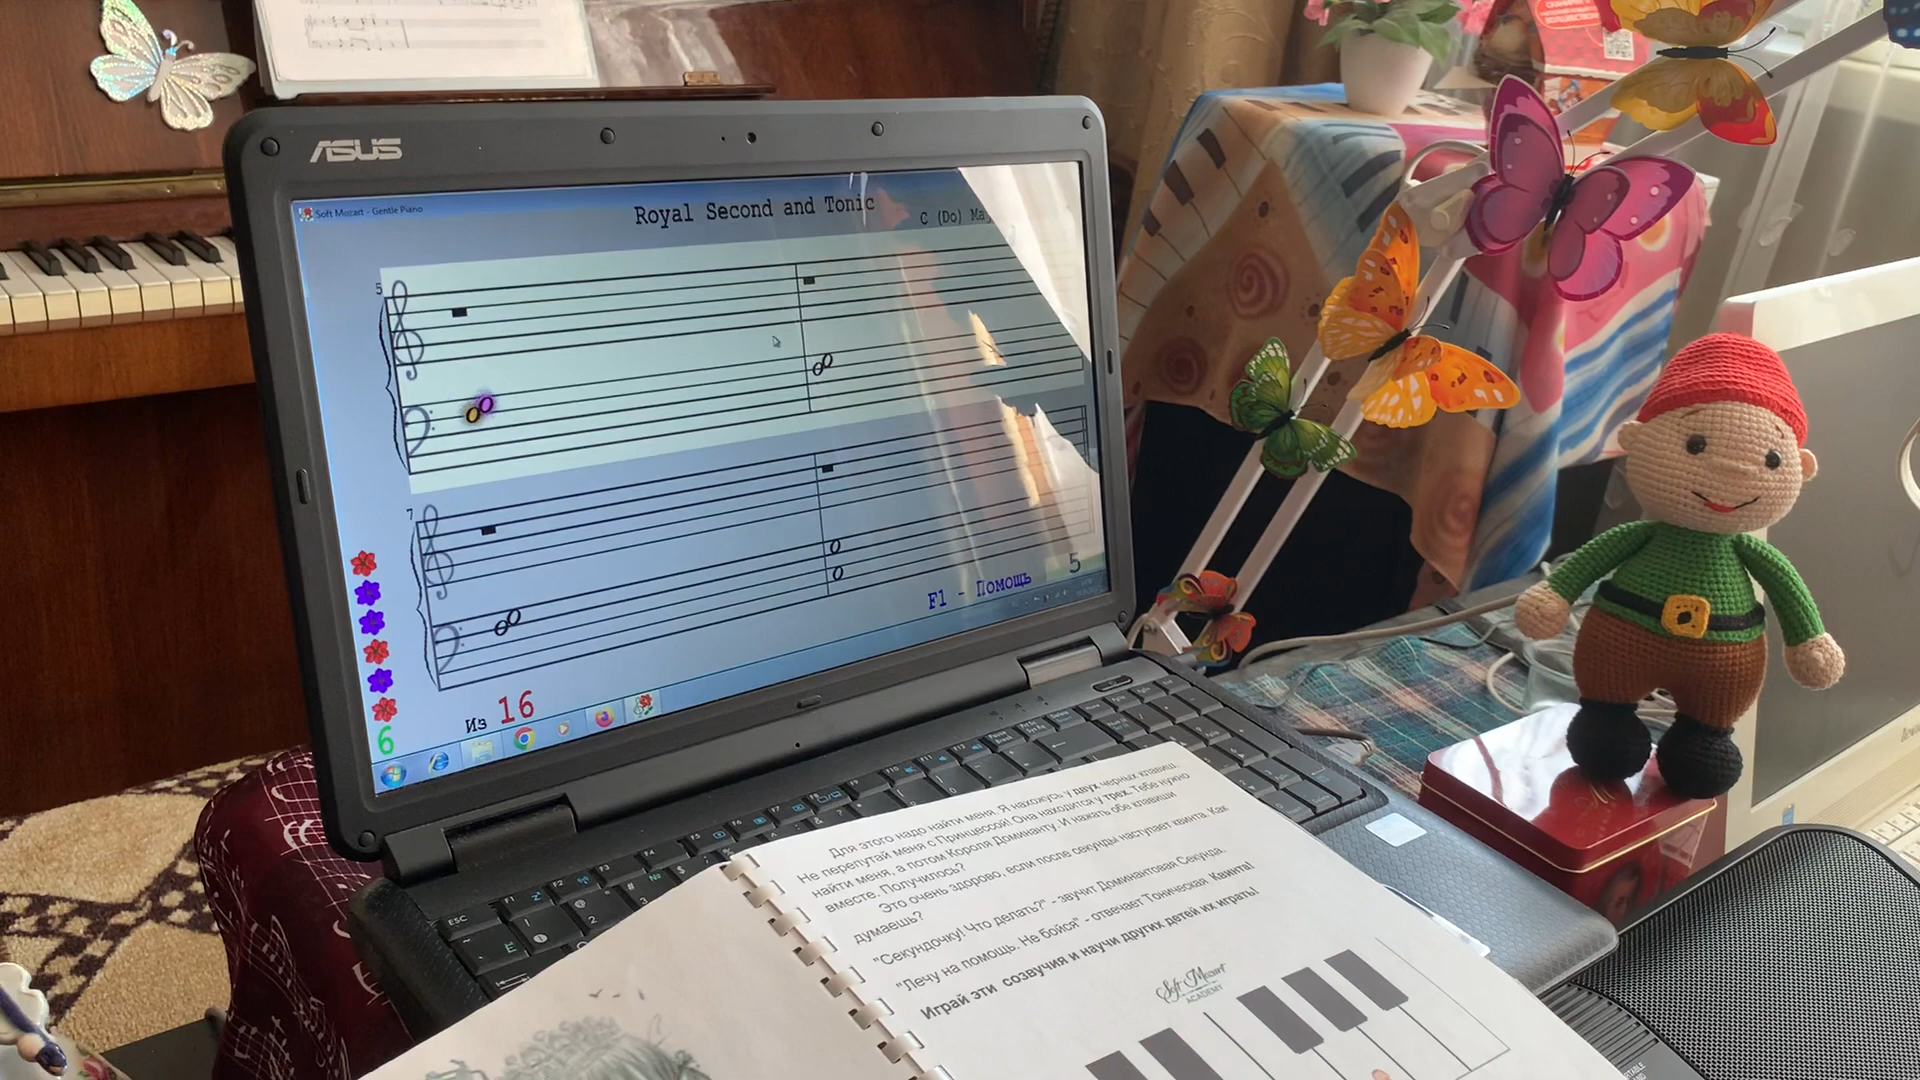 ASUS
Soft Mozart - Gentle Piano
Royal Second and Tonic
C (Do) Maj
5
7
5
F1 - Помощь
6
Из 16
Для этого надо найти меня. Я нахожусь у двух черных клавиш.
Не перепутай меня с Принцессой! Она находится у трех. Тебе нужно
найти меня, а потом Короля Доминанту. И нажать обе клавиши
вместе. Получилось?
Это очень здорово, если после секунды наступает квинта. Как
думаешь?
"Секундочку! Что делать?" - звучит Доминантовая Секунда.
"Лечу на помощь. Не бойся" - отвечает Тоническая Квинта!
Играй эти созвучия и научи других детей их играть!
Soft Mozart
ACADEMY